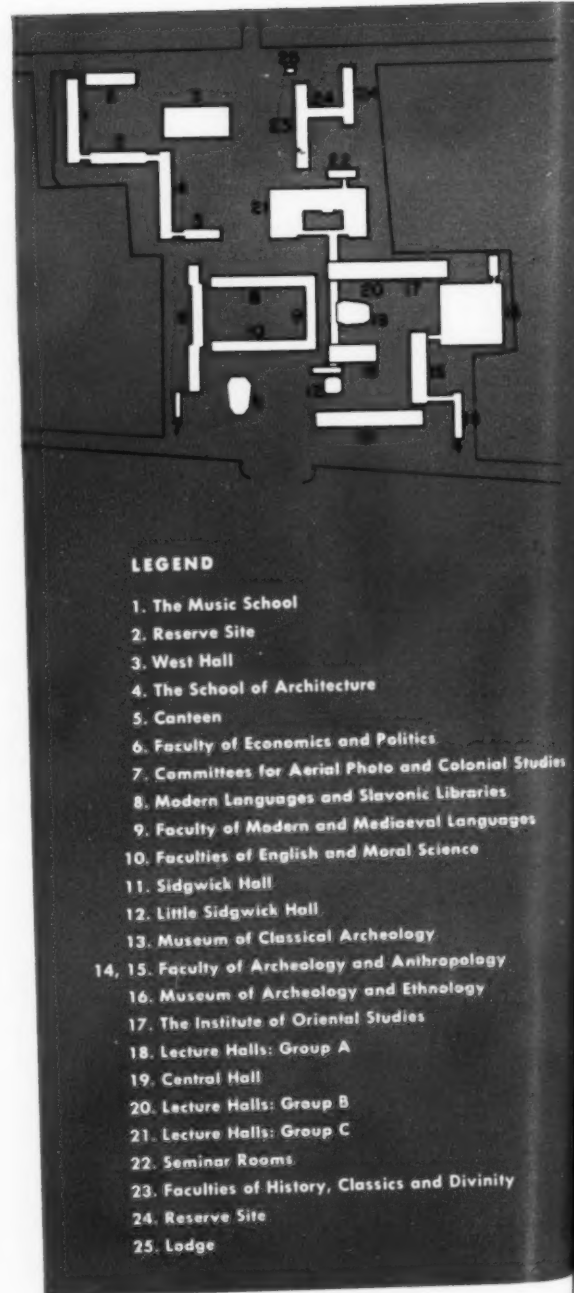 21
22
20
17
15
LEGEND
1. The Music School
2. Reserve Site
3. West Hall
4. The School of Architecture
5. Canteen
6. Faculty of Economics and Politics
7. Committees for Aerial Photo and Colonial Studies
8. Modern Languages and Slavonic Libraries
9. Faculty of Modern and Mediaeval Languages
10. Faculties of English and Moral Science
11. Sidgwick Hall
12. Little Sidgwick Hall
13. Museum of Classical Archeology
14, 15. Faculty of Archeology and Anthropology
16. Museum of Archeology and Ethnology
17. The Institute of Oriental Studies
18. Lecture Halls: Group A
19. Central Hall
20. Lecture Halls: Group B
21. Lecture Halls: Group C
22. Seminar Rooms
23. Faculties of History, Classics and Divinity
24. Reserve Site
25. Lodge